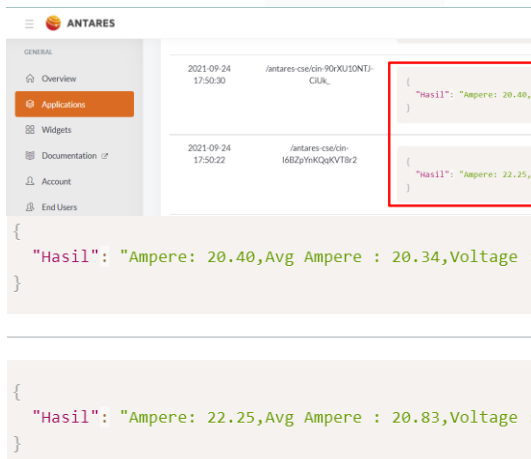 ANTARES
GENERAL
Overview
Applications
Widgets
Documentation
Account
End Users
2021-09-24
17:50:30
/antares-cse/cin-90rXU10NTJ-
CiUk_
{
"Hasil": "Ampere: 20.40,
}
2021-09-24
17:50:22
/antares-cse/cin-
I6BZpYnKQqKVT8r2
{
"Hasil": "Ampere: 22.25,
}
{
"Hasil": "Ampere: 20.40,Avg Ampere : 20.34,Voltage
}
{
"Hasil": "Ampere: 22.25,Avg Ampere : 20.83,Voltage
}